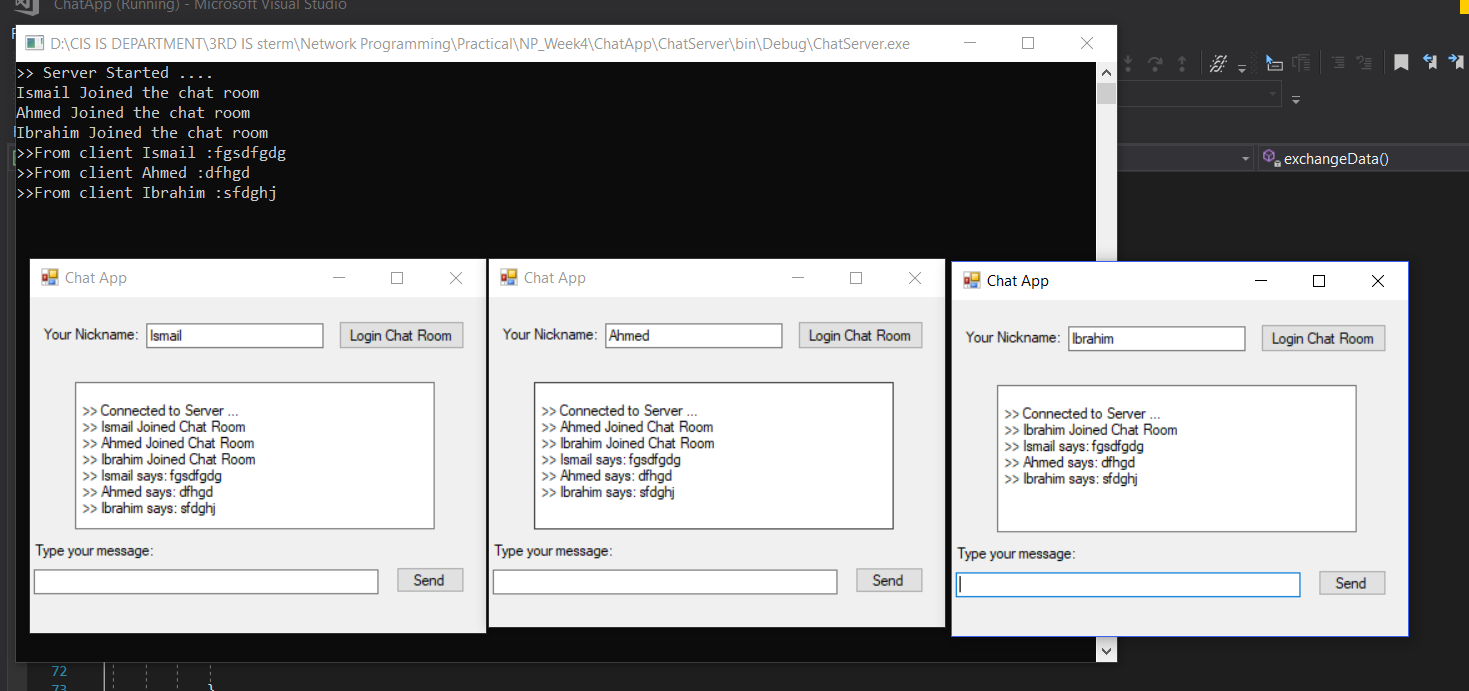 ChatApp (Running) - Microsoft Visual Studio
D:\CIS IS DEPARTMENT\3RD IS sterm\Network Programming\Practical\NP_Week4\ChatApp\ChatServer\bin\Debug\ChatServer.exe
>> Server Started ....
Ismail Joined the chat room
Ahmed Joined the chat room
Ibrahim Joined the chat room
>>From client Ismail :fgsdfgdg
>>From client Ahmed :dfhgd
>>From client Ibrahim :sfdghj
exchangeData()
Chat App
Your Nickname: Ismail Login Chat Room
>> Connected to Server ...
>> Ismail Joined Chat Room
>> Ahmed Joined Chat Room
>> Ibrahim Joined Chat Room
>> Ismail says: fgsdfgdg
>> Ahmed says: dfhgd
>> Ibrahim says: sfdghj
Type your message:
Send
Chat App
Your Nickname: Ahmed Login Chat Room
>> Connected to Server ...
>> Ahmed Joined Chat Room
>> Ibrahim Joined Chat Room
>> Ismail says: fgsdfgdg
>> Ahmed says: dfhgd
>> Ibrahim says: sfdghj
Type your message:
Send
Chat App
Your Nickname: Ibrahim Login Chat Room
>> Connected to Server ...
>> Ibrahim Joined Chat Room
>> Ismail says: fgsdfgdg
>> Ahmed says: dfhgd
>> Ibrahim says: sfdghj
Type your message:
Send
72
73 }